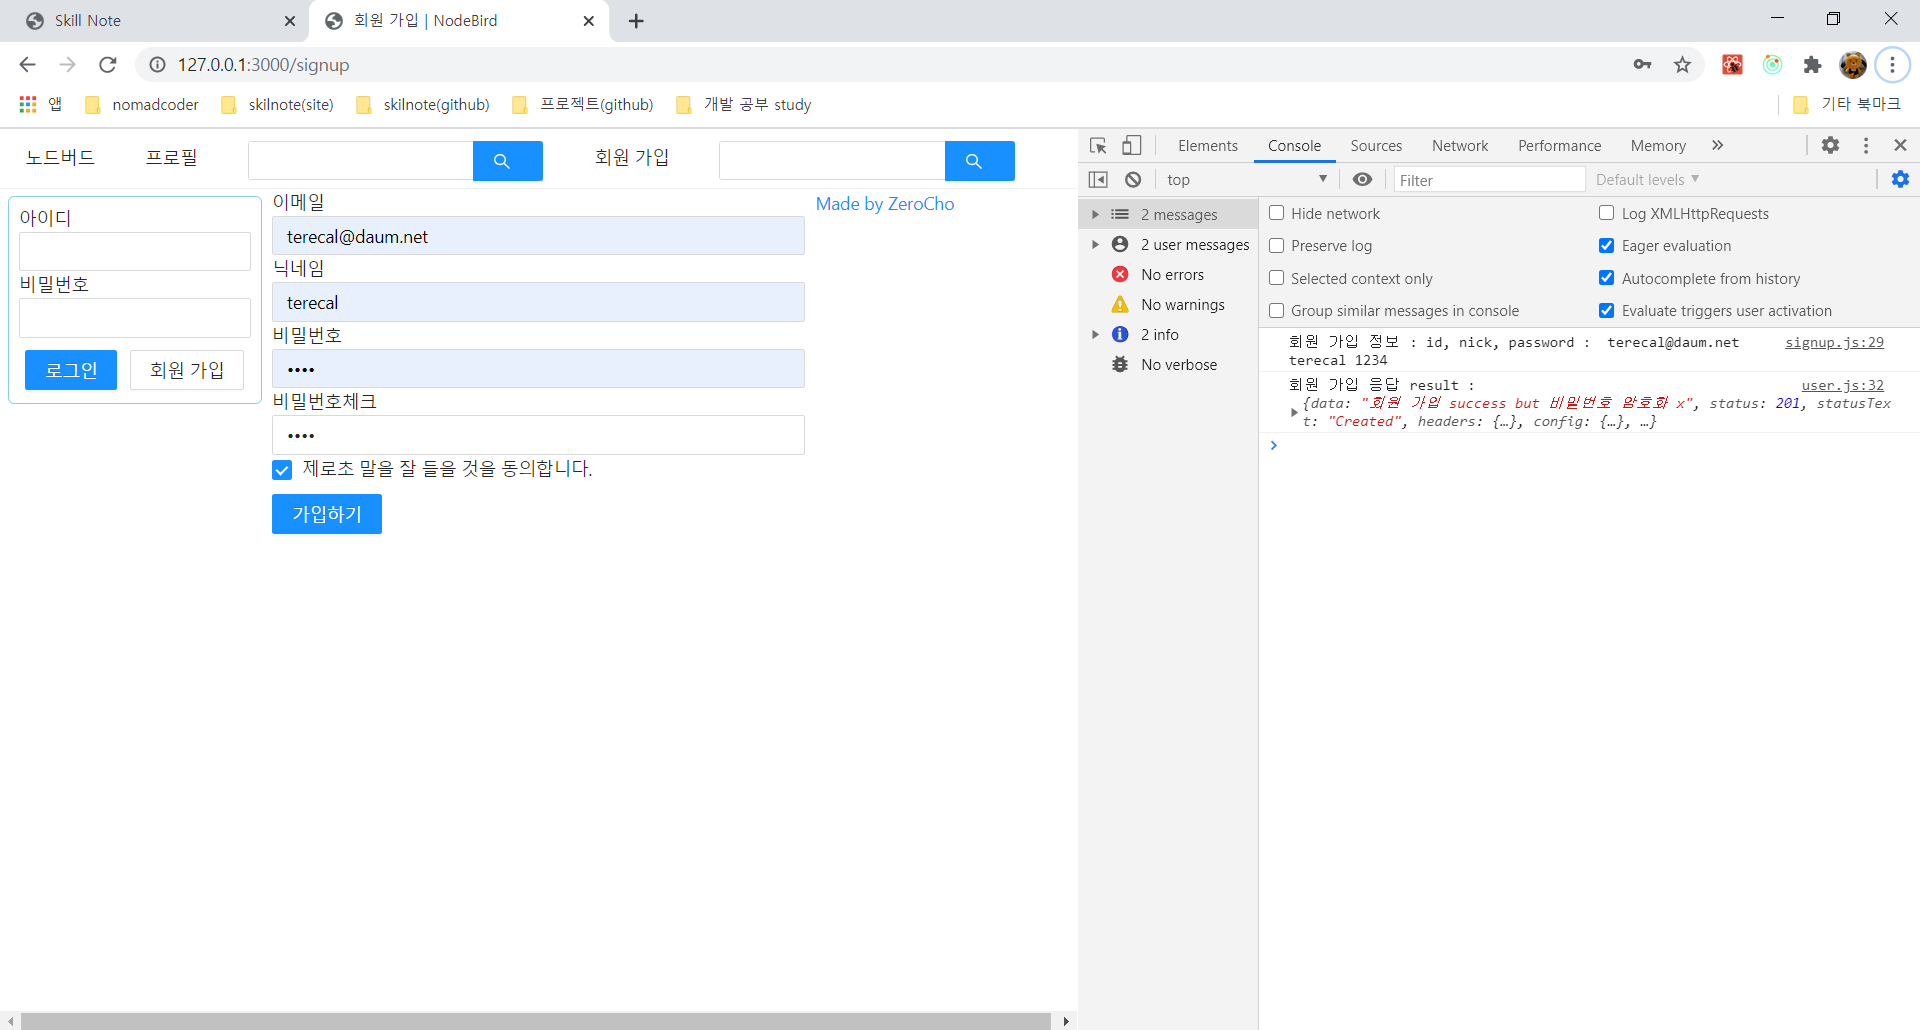 Skill Note
회원 가입 | NodeBird
127.0.0.1:3000/signup
앱 nomadcoder skilnote(site) skilnote(github) 프로젝트(github) 개발 공부 study 기타 북마크
노드버드 프로필 회원 가입
아이디
비밀번호
로그인 회원 가입
이메일
terecal@daum.net
닉네임
terecal
비밀번호
••••
비밀번호체크
••••
제로초 말을 잘 들을 것을 동의합니다.
가입하기
Made by ZeroCho
Elements Console Sources Network Performance Memory »
top Filter Default levels
2 messages
2 user messages
No errors
No warnings
2 info
No verbose
Hide network Log XMLHttpRequests
Preserve log Eager evaluation
Selected context only Autocomplete from history
Group similar messages in console Evaluate triggers user activation
회원 가입 정보 : id, nick, password :  terecal@daum.net signup.js:29
terecal 1234
회원 가입 응답 result : user.js:32
{data: "회원 가입 success but 비밀번호 암호화 x", status: 201, statusTex
t: "Created", headers: {…}, config: {…}, …}